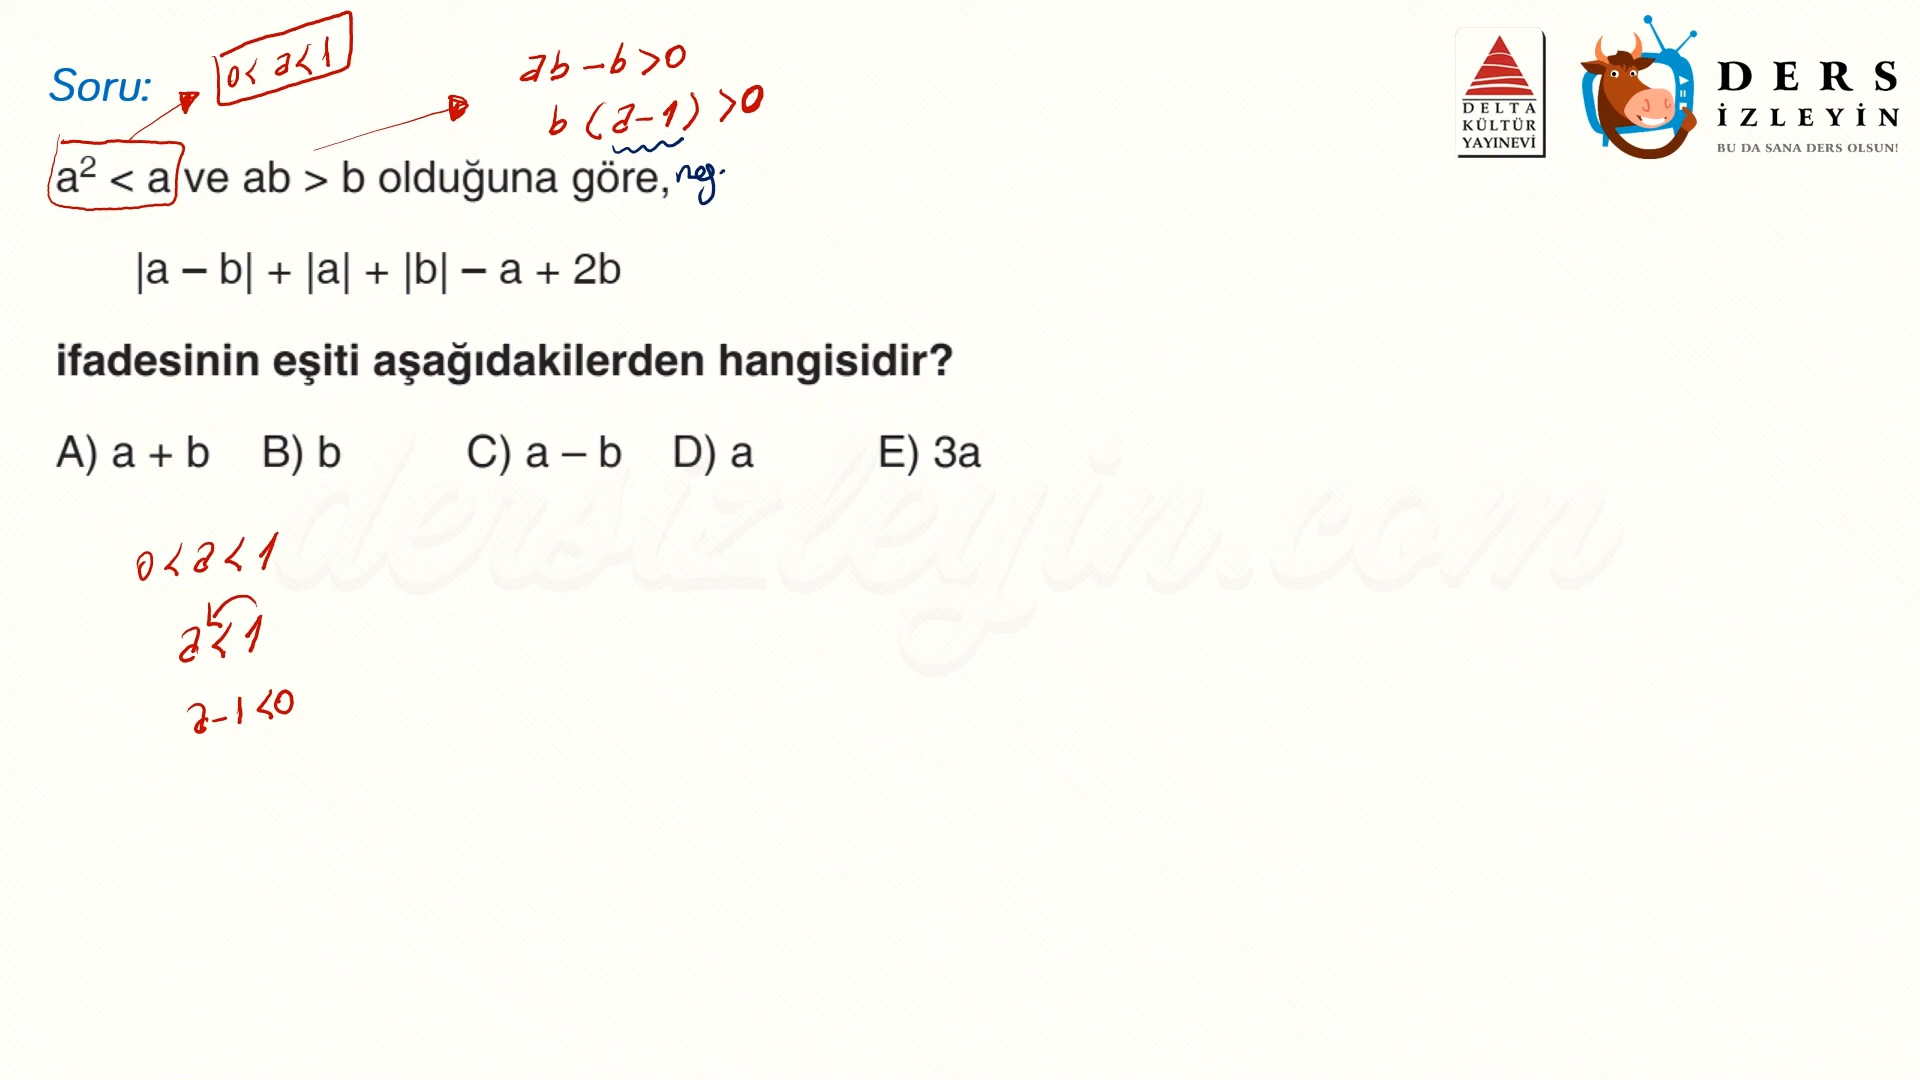 Soru:
0 < a < 1
ab - b > 0
b (a - 1) > 0
a² < a ve ab > b olduğuna göre,
neg.
|a – b| + |a| + |b| – a + 2b
ifadesinin eşiti aşağıdakilerden hangisidir?
A) a + b B) b C) a – b D) a E) 3a
0 < a < 1
a < 1
a - 1 < 0
DELTA
KÜLTÜR
YAYINEVİ
DERS
İZLEYİN
BU DA SANA DERS OLSUN!
dersizleyin.com